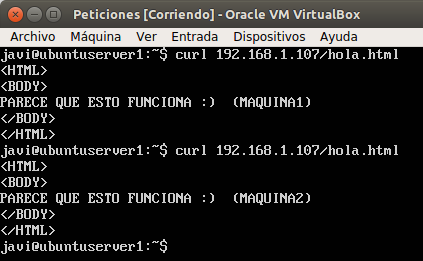 Peticiones [Corriendo] - Oracle VM VirtualBox
Archivo Máquina Ver Entrada Dispositivos Ayuda
javi@ubuntuserver1:~$ curl 192.168.1.107/hola.html
<HTML>
<BODY>
PARECE QUE ESTO FUNCIONA :)  (MAQUINA1)
</BODY>
</HTML>
javi@ubuntuserver1:~$ curl 192.168.1.107/hola.html
<HTML>
<BODY>
PARECE QUE ESTO FUNCIONA :)  (MAQUINA2)
</BODY>
</HTML>
javi@ubuntuserver1:~$